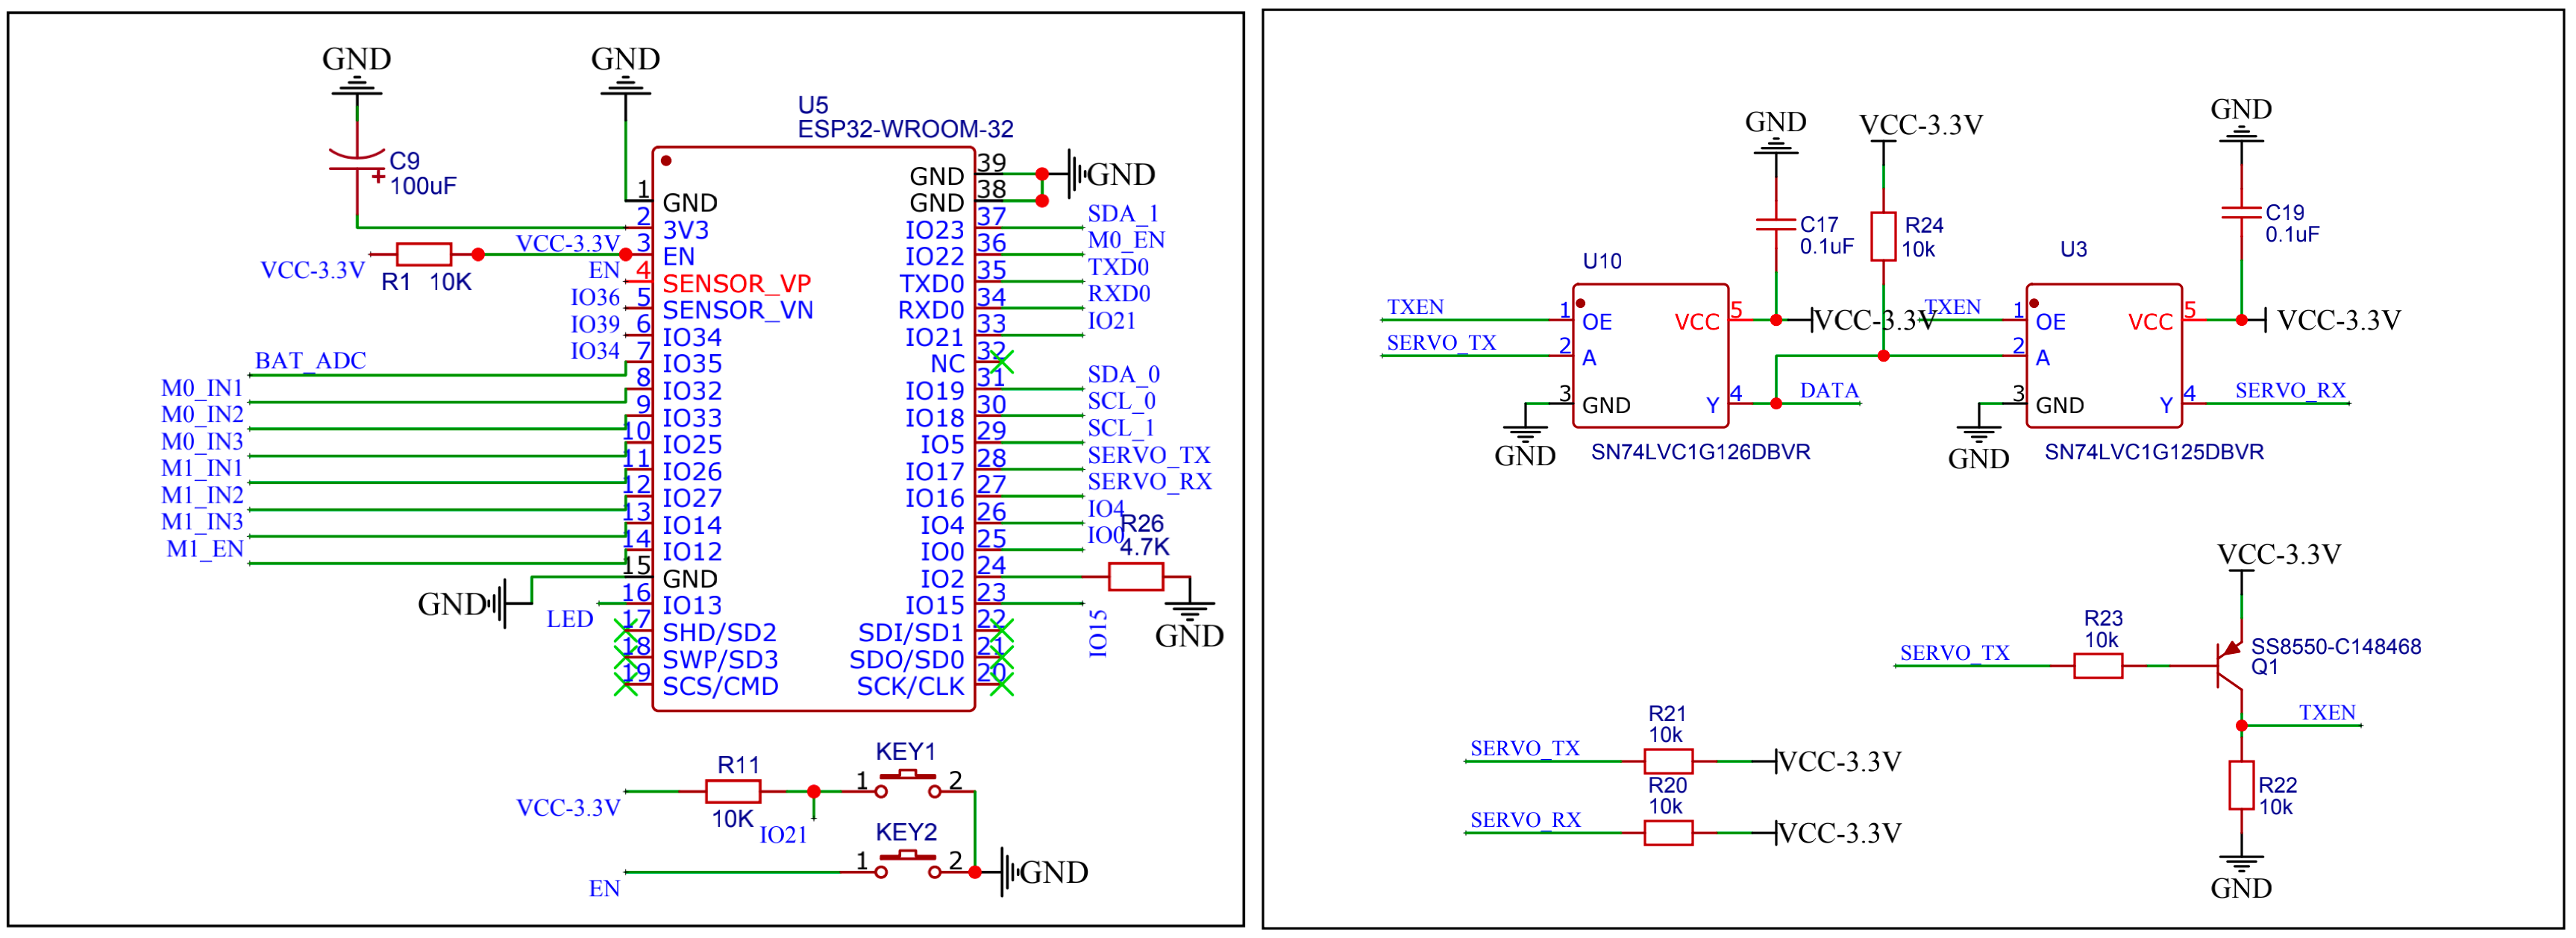 GND
GND
U5
ESP32-WROOM-32
C9
100uF
+
1 GND
2 3V3
VCC-3.3V
3 EN
VCC-3.3V
R1 10K
EN
4 SENSOR_VP
IO36
5 SENSOR_VN
IO39
6 IO34
IO34
7 IO35
BAT_ADC
8 IO32
M0_IN1
9 IO33
M0_IN2
10 IO25
M0_IN3
11 IO26
M1_IN1
12 IO27
M1_IN2
13 IO14
M1_IN3
14 IO12
M1_EN
15 GND
GND
16 IO13
LED
17 SHD/SD2
18 SWP/SD3
19 SCS/CMD
GND 39
GND
GND 38
IO23 37
SDA_1
IO22 36
M0_EN
TXD0 35
TXD0
RXD0 34
RXD0
IO21 33
IO21
NC 32
IO19 31
SDA_0
IO18 30
SCL_0
IO5 29
SCL_1
IO17 28
SERVO_TX
IO16 27
SERVO_RX
IO4 26
IO4
IO0 25
IO0
R26
4.7K
IO2 24
GND
IO15 23
IO15
SDI/SD1 22
SDO/SD0 21
SCK/CLK 20
VCC-3.3V
R11
10K
IO21
KEY1
1 2
KEY2
1 2
EN
GND
GND
VCC-3.3V
GND
C17
0.1uF
R24
10k
C19
0.1uF
U10
U3
TXEN
1 OE
VCC 5
VCC-3.3V
SERVO_TX
2 A
3 GND
Y 4
DATA
GND
SN74LVC1G126DBVR
TXEN
1 OE
VCC 5
VCC-3.3V
2 A
3 GND
Y 4
SERVO_RX
GND
SN74LVC1G125DBVR
VCC-3.3V
R23
10k
SERVO_TX
SS8550-C148468
Q1
TXEN
R22
10k
GND
R21
10k
SERVO_TX
VCC-3.3V
R20
10k
SERVO_RX
VCC-3.3V